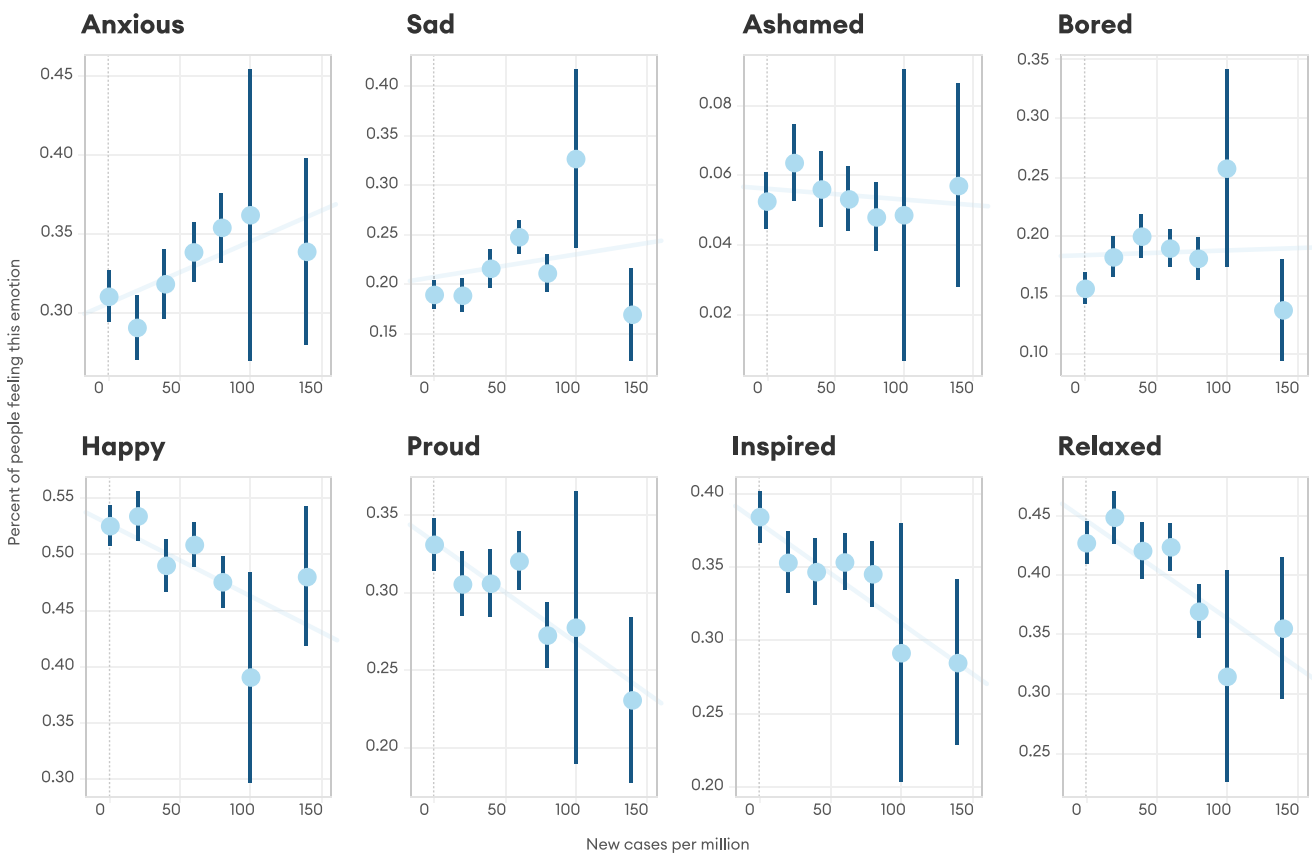 Anxious
Sad
Ashamed
Bored
0.45
0.40
0.35
0.30
0 50 100 150
0.40
0.35
0.30
0.25
0.20
0.15
0 50 100 150
0.08
0.06
0.04
0.02
0 50 100 150
0.35
0.30
0.25
0.20
0.15
0.10
0 50 100 150
Percent of people feeling this emotion
Happy
Proud
Inspired
Relaxed
0.55
0.50
0.45
0.40
0.35
0.30
0 50 100 150
0.35
0.30
0.25
0.20
0 50 100 150
0.40
0.35
0.30
0.25
0.20
0 50 100 150
0.45
0.40
0.35
0.30
0.25
0 50 100 150
New cases per million